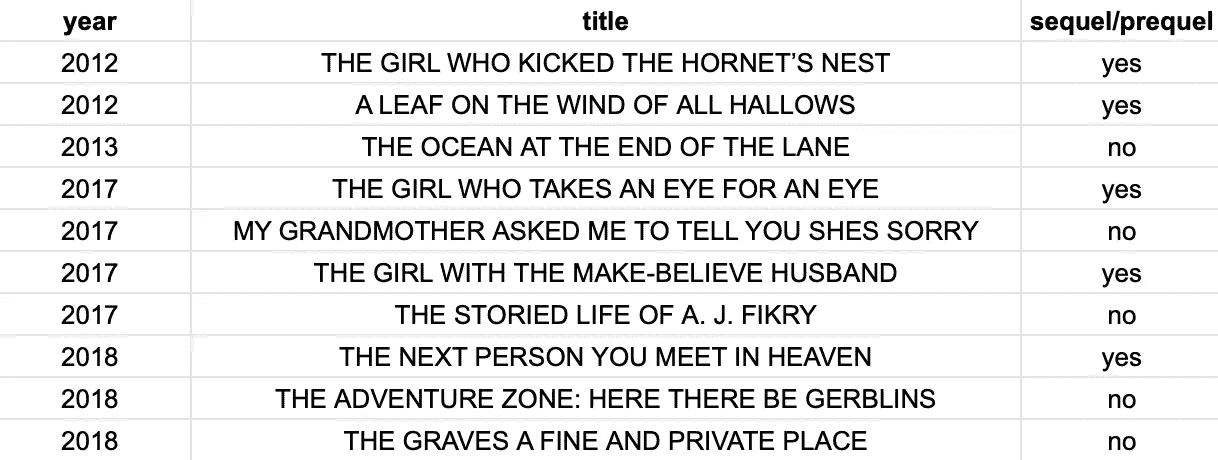 year title sequel/prequel
2012 THE GIRL WHO KICKED THE HORNET’S NEST yes
2012 A LEAF ON THE WIND OF ALL HALLOWS yes
2013 THE OCEAN AT THE END OF THE LANE no
2017 THE GIRL WHO TAKES AN EYE FOR AN EYE yes
2017 MY GRANDMOTHER ASKED ME TO TELL YOU SHES SORRY no
2017 THE GIRL WITH THE MAKE-BELIEVE HUSBAND yes
2017 THE STORIED LIFE OF A. J. FIKRY no
2018 THE NEXT PERSON YOU MEET IN HEAVEN yes
2018 THE ADVENTURE ZONE: HERE THERE BE GERBLINS no
2018 THE GRAVES A FINE AND PRIVATE PLACE no